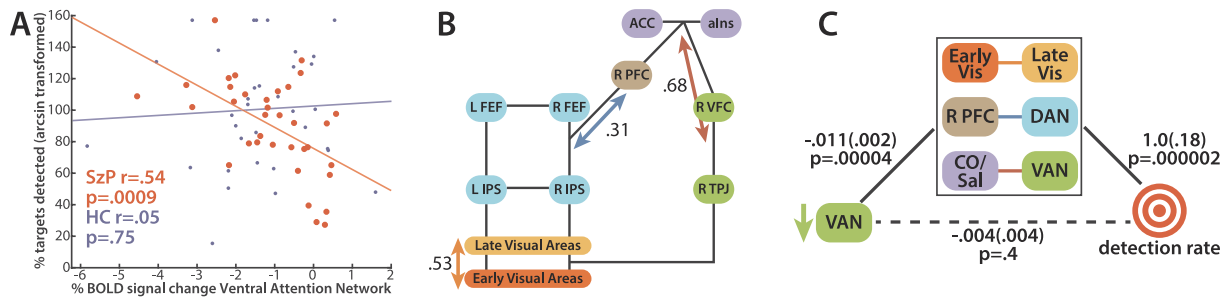 A
% targets detected (arcsin transformed)
160
140
120
100
80
60
40
20
0
SzP r=.54
p=.0009
HC r=.05
p=.75
-6 -5 -4 -3 -2 -1 0 1 2
% BOLD signal change Ventral Attention Network
B
ACC
aIns
R PFC
.68
L FEF
R FEF
R VFC
.31
L IPS
R IPS
R TPJ
Late Visual Areas
.53
Early Visual Areas
C
Early
Vis
Late
Vis
R PFC
DAN
CO/
Sal
VAN
-.011(.002)
p=.00004
1.0(.18)
p=.000002
VAN
-.004(.004)
p=.4
detection rate